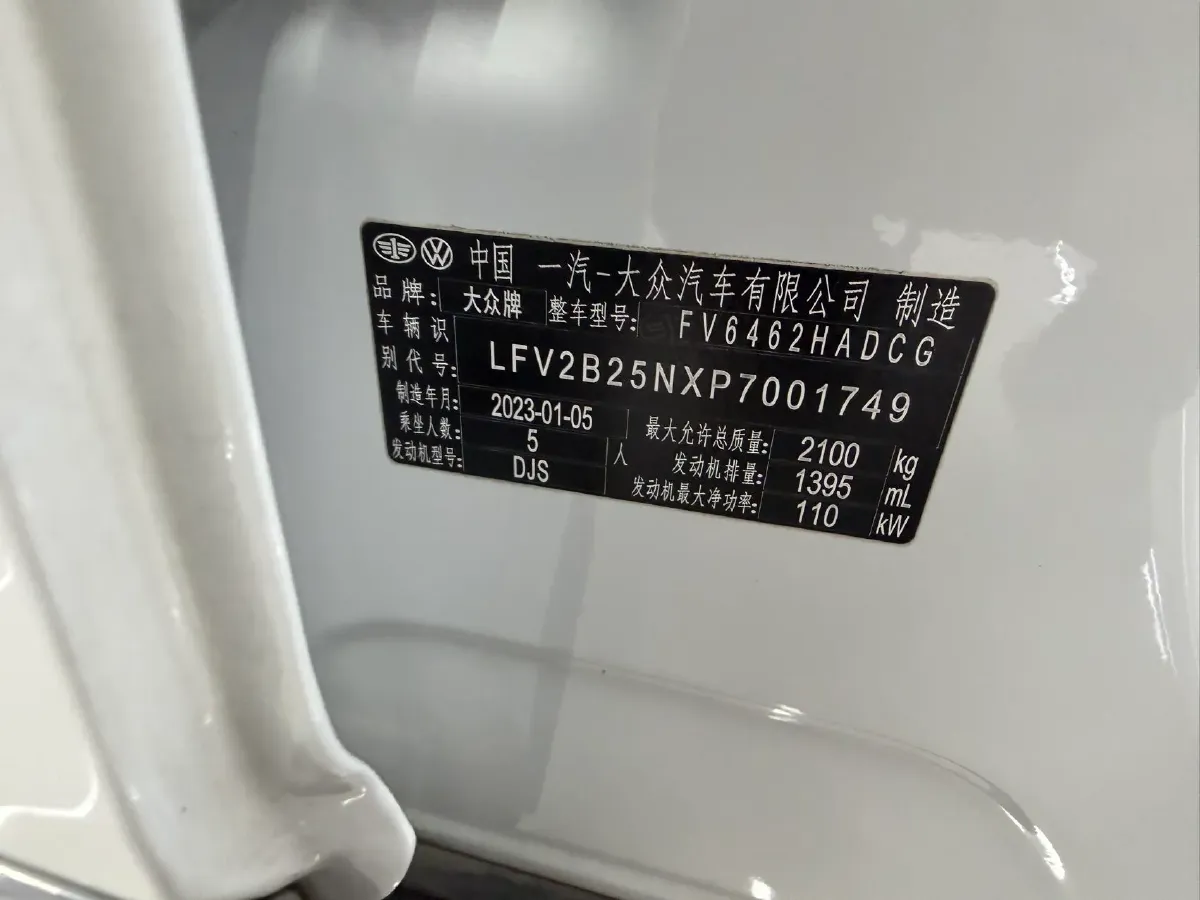 中国 一汽-大众汽车有限公司 制造
品牌: 大众牌 整车型号: FV6462HADCG
车辆识别代号: LFV2B25NXP7001749
制造年月: 2023-01-05 最大允许总质量: 2100 kg
乘坐人数: 5 人 发动机排量: 1395 mL
发动机型号: DJS 发动机最大净功率: 110 kW